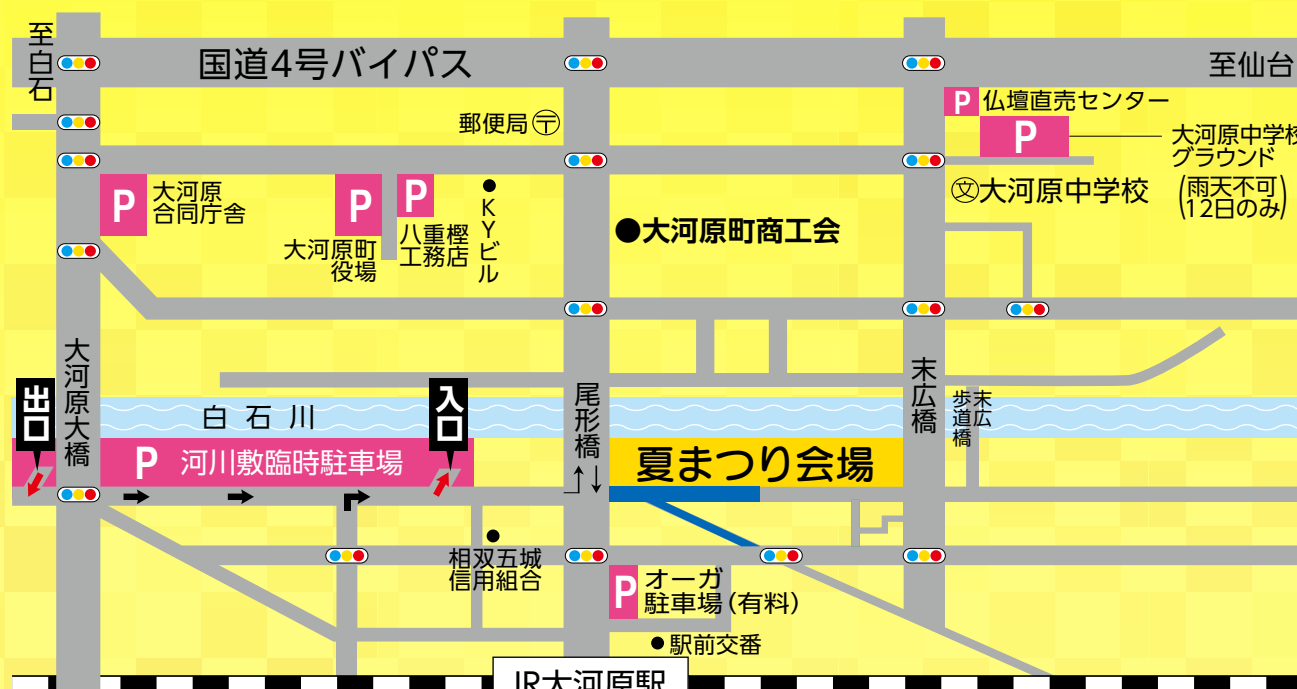 至白石
国道4号バイパス
至仙台
郵便局〒
P 仏壇直売センター
P
大河原中学校
グラウンド
(雨天不可)
(12日のみ)
P
大河原
合同庁舎
P
大河原町
役場
P
八重樫
工務店
KYビル
●大河原町商工会
㊫大河原中学校
大河原大橋
出口
白石川
入口
尾形橋
末広橋
末広
歩道橋
P 河川敷臨時駐車場
夏まつり会場
相双五城
信用組合
P
オーガ
駐車場(有料)
●駅前交番
JR大河原駅